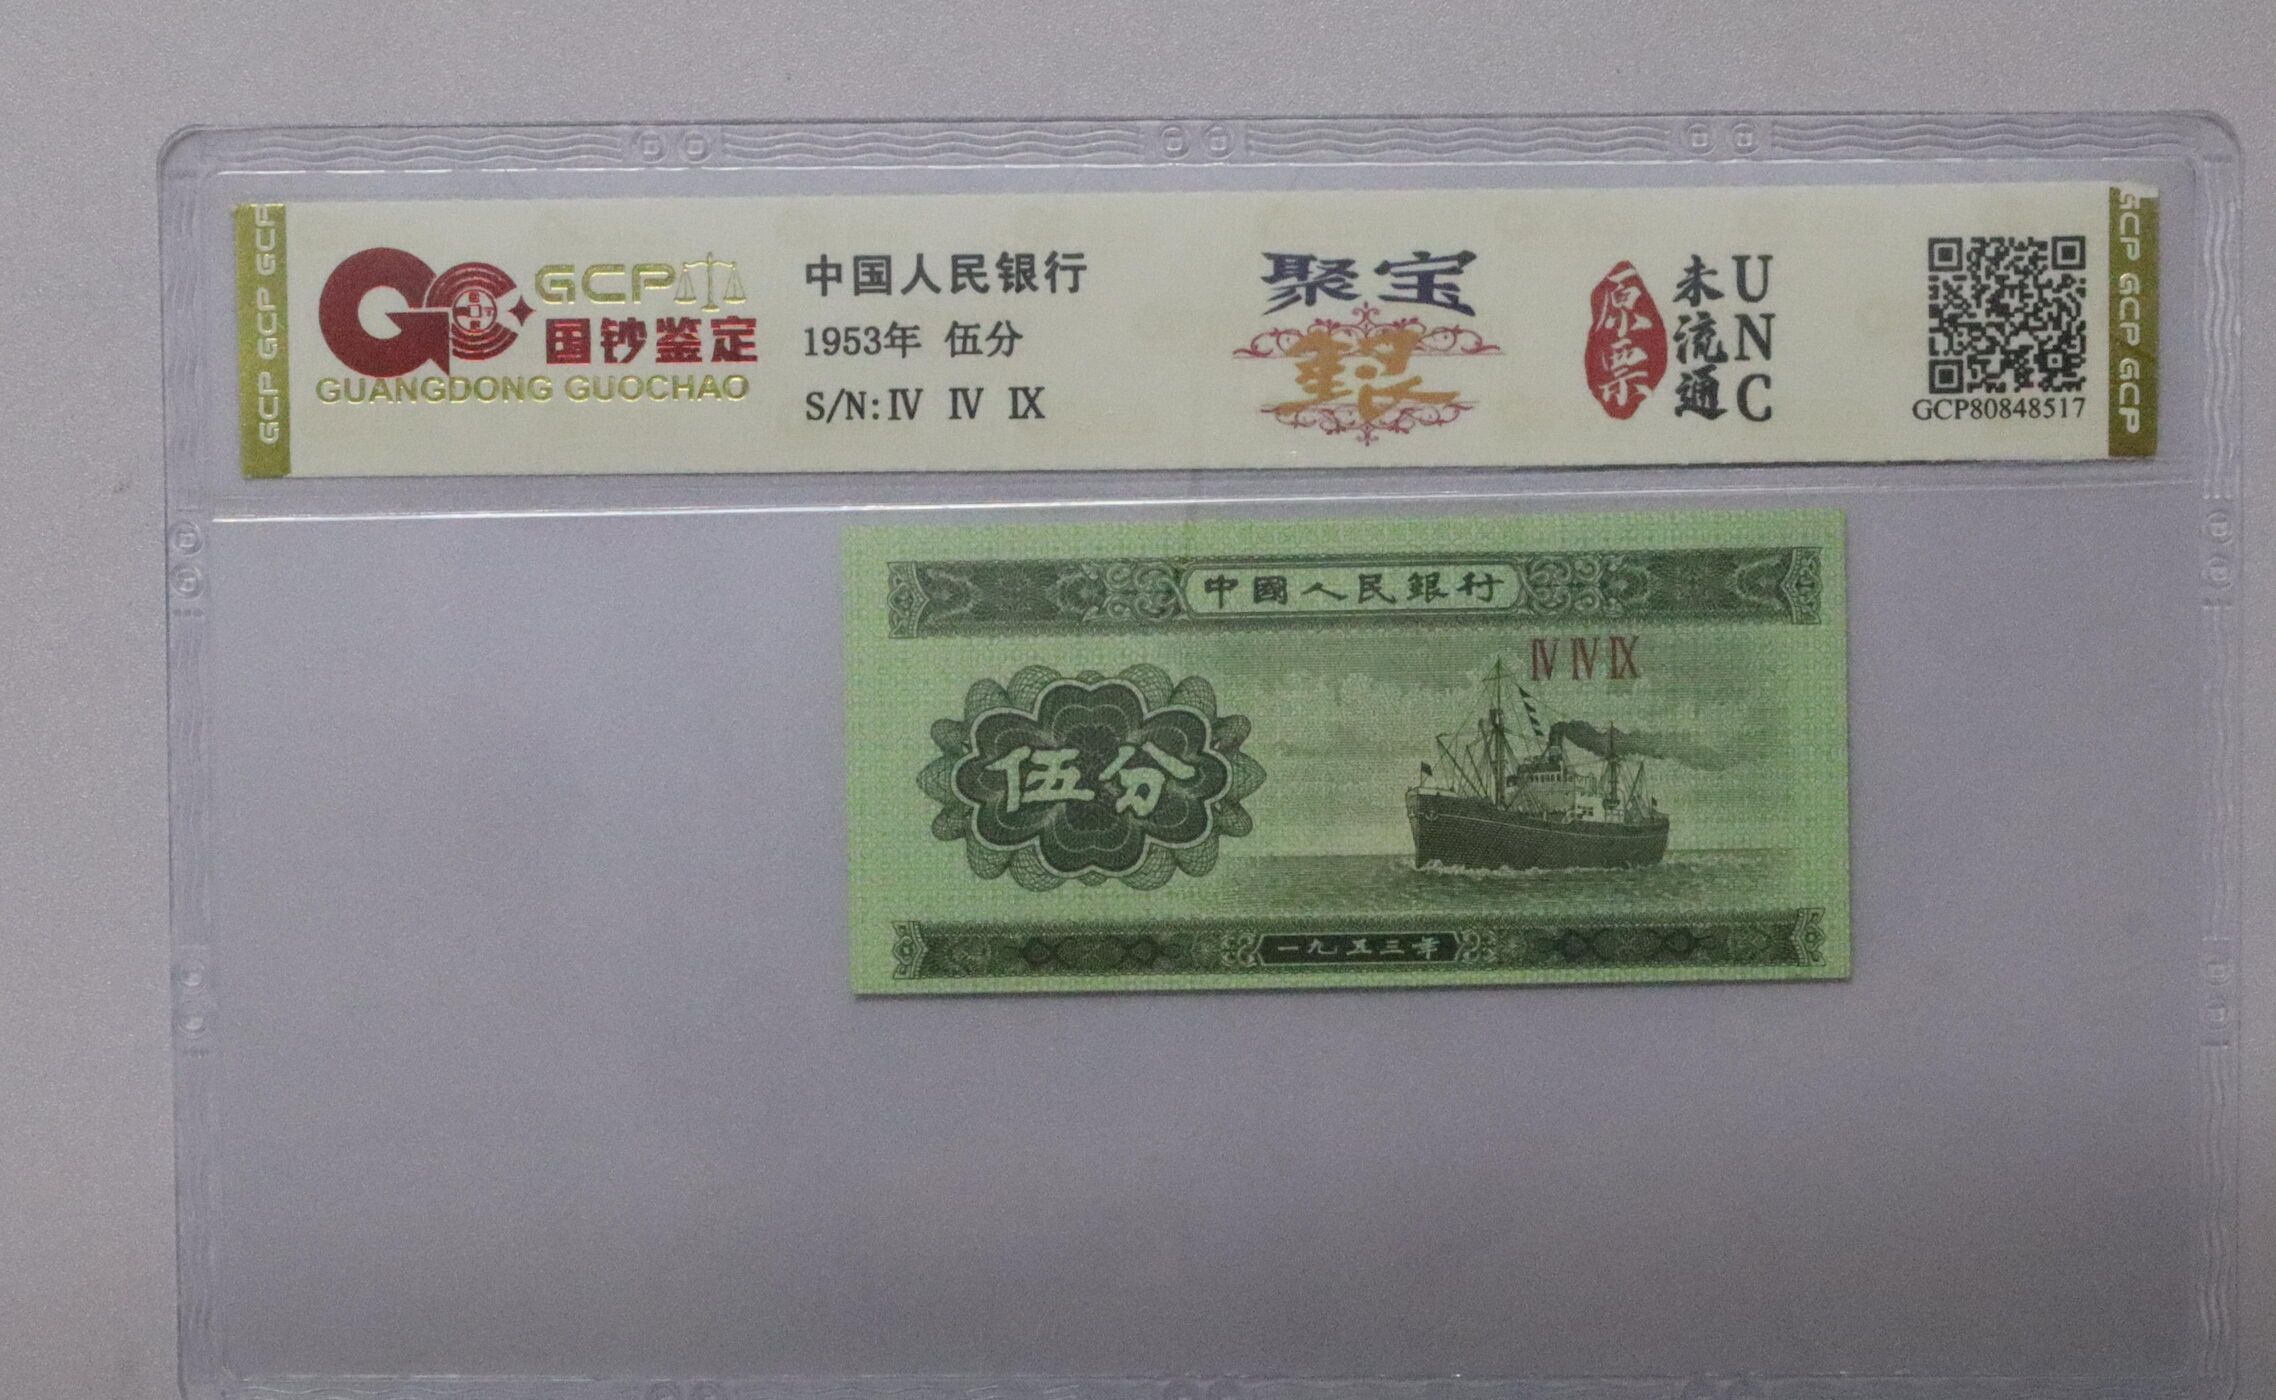 GCP GCP GCP
GCP
国钞鉴定
GUANGDONG GUOCHAO
中国人民银行
1953年 伍分
S/N: Ⅳ Ⅳ Ⅸ
聚宝
原票
未流通
UNC
GCP80848517
GCP GCP GCP
中國人民銀行
Ⅳ Ⅳ Ⅸ
伍分
一九五三年